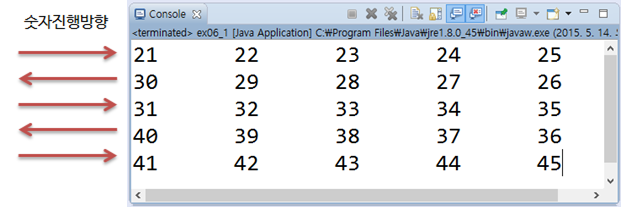 숫자진행방향
Console
<terminated> ex06_1 [Java Application] C:₩Program Files₩Java₩jre1.8.0_45₩bin₩javaw.exe (2015. 5. 14.
21 22 23 24 25
30 29 28 27 26
31 32 33 34 35
40 39 38 37 36
41 42 43 44 45